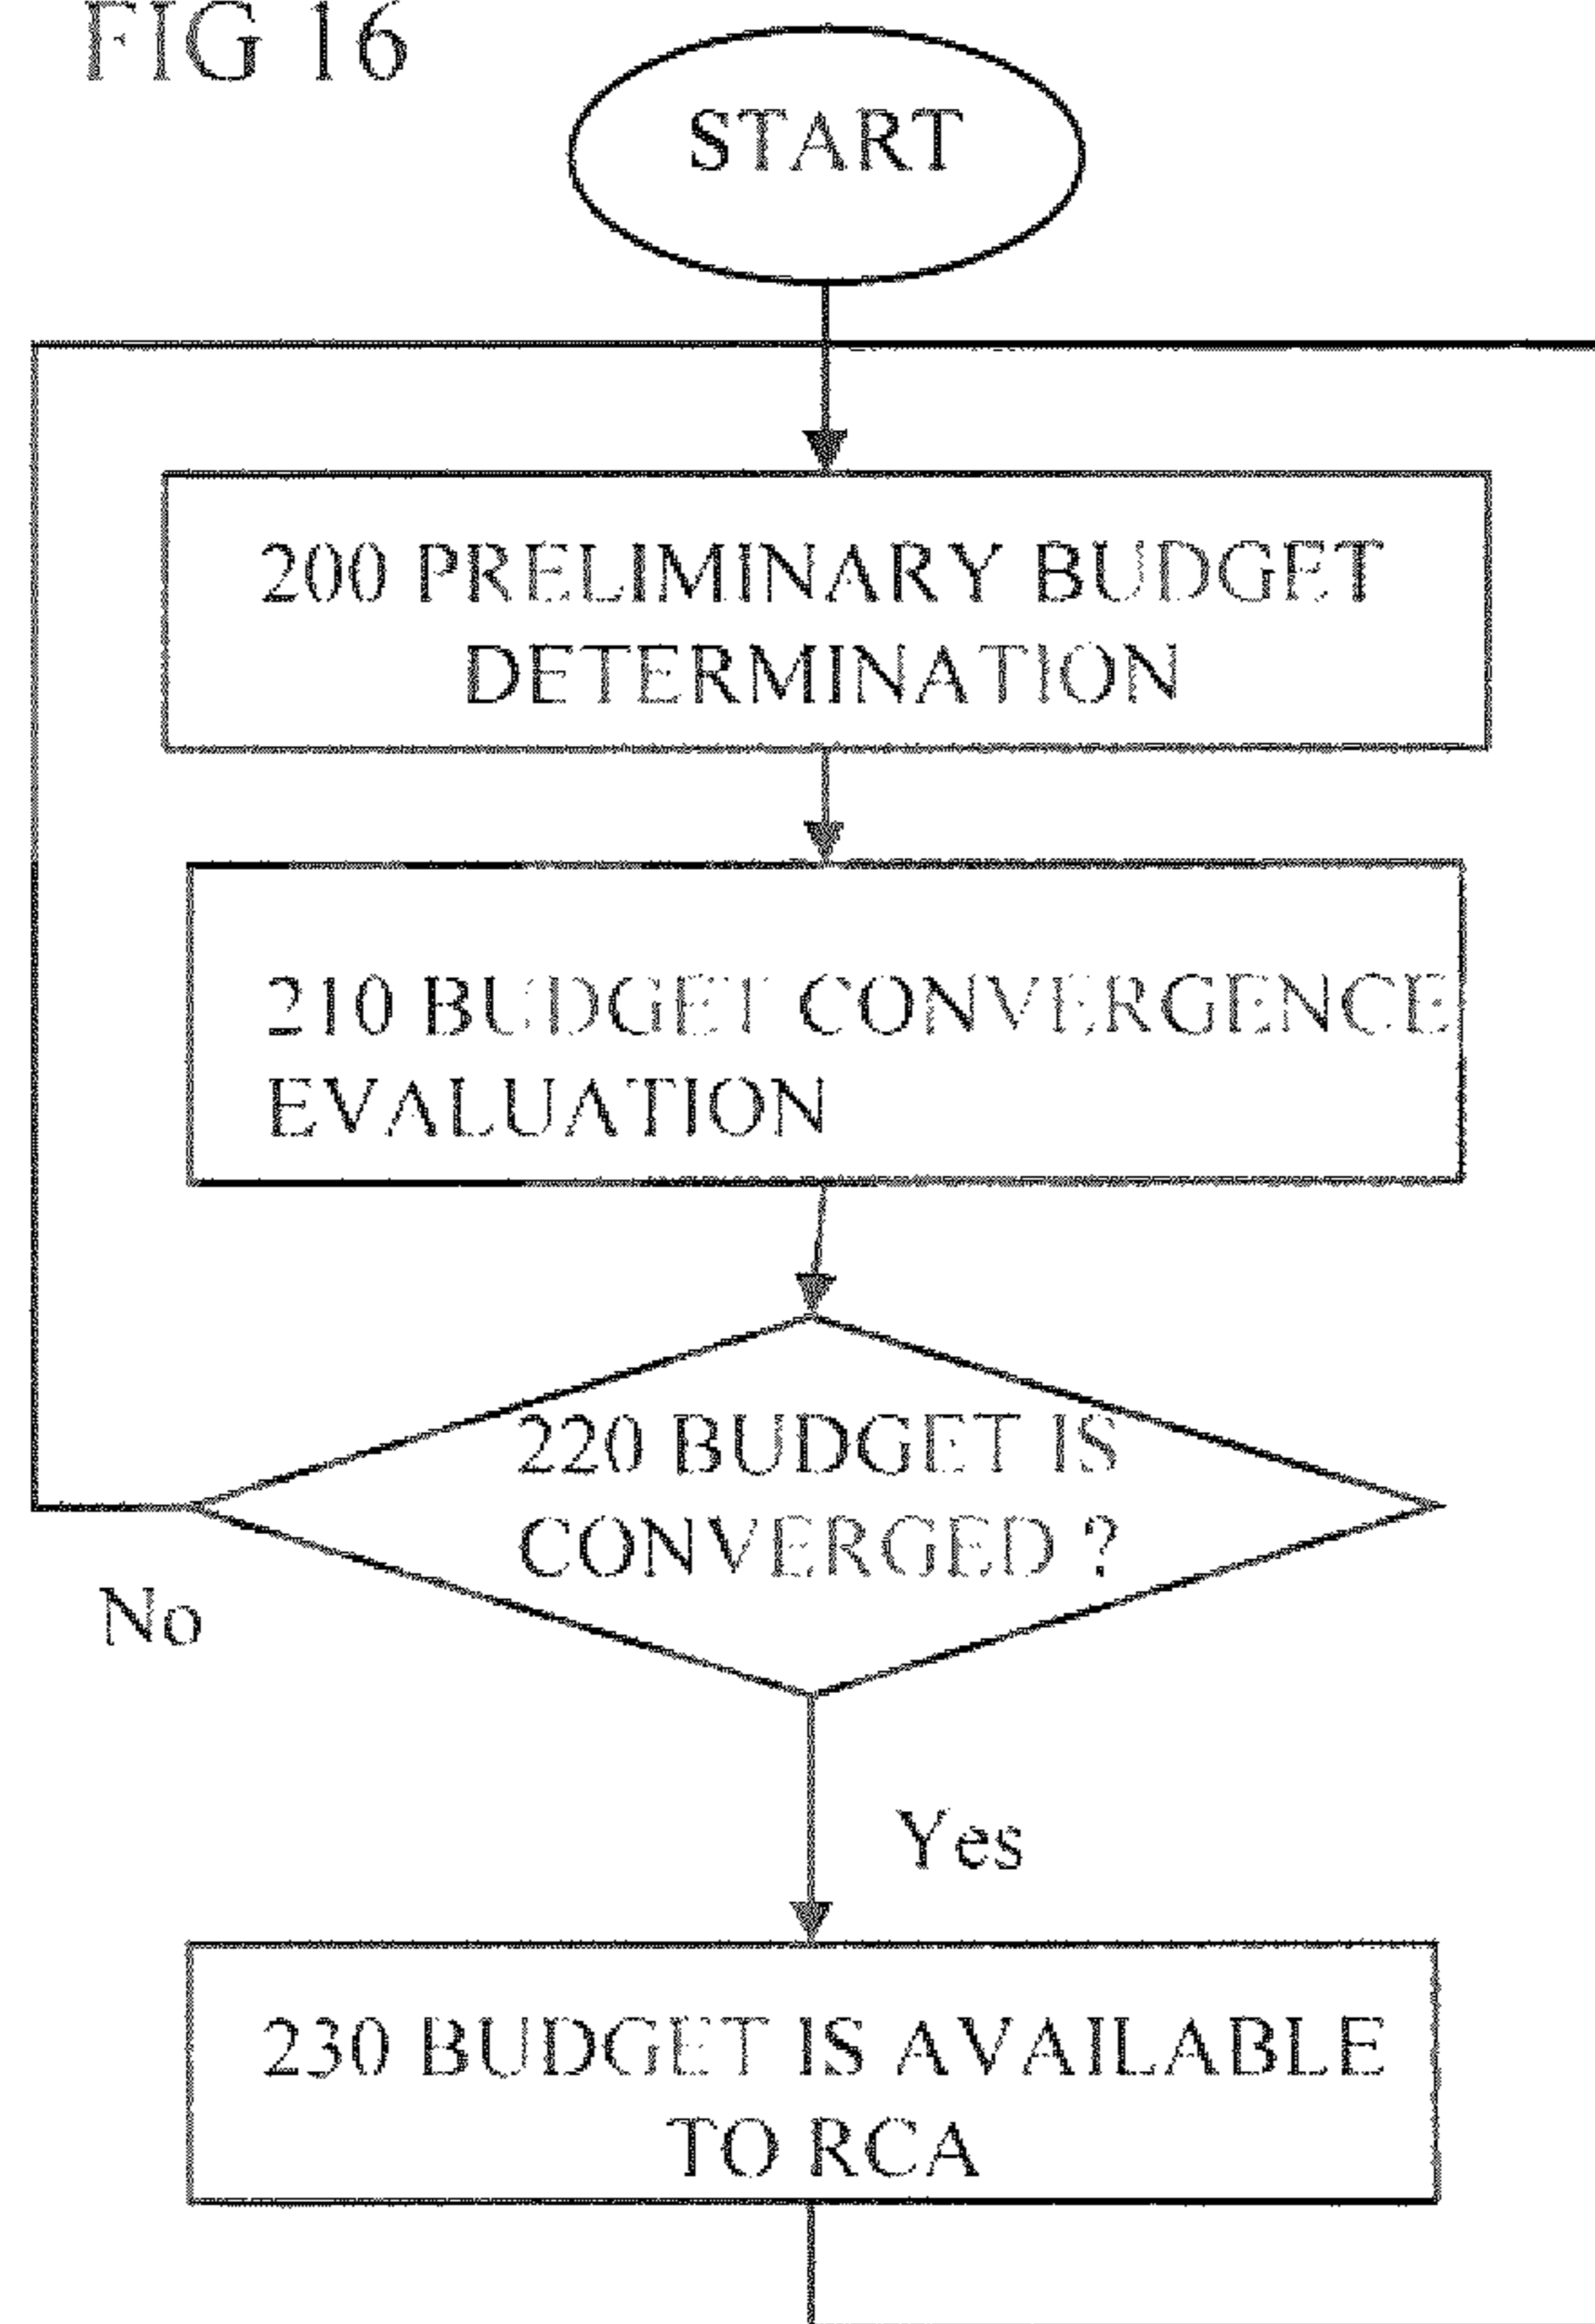 FIG 16
START
200 PRELIMINARY BUDGET
DETERMINATION
210 BUDGET CONVERGENCE
EVALUATION
220 BUDGET IS
CONVERGED ?
No
Yes
230 BUDGET IS AVAILABLE
TO RCA